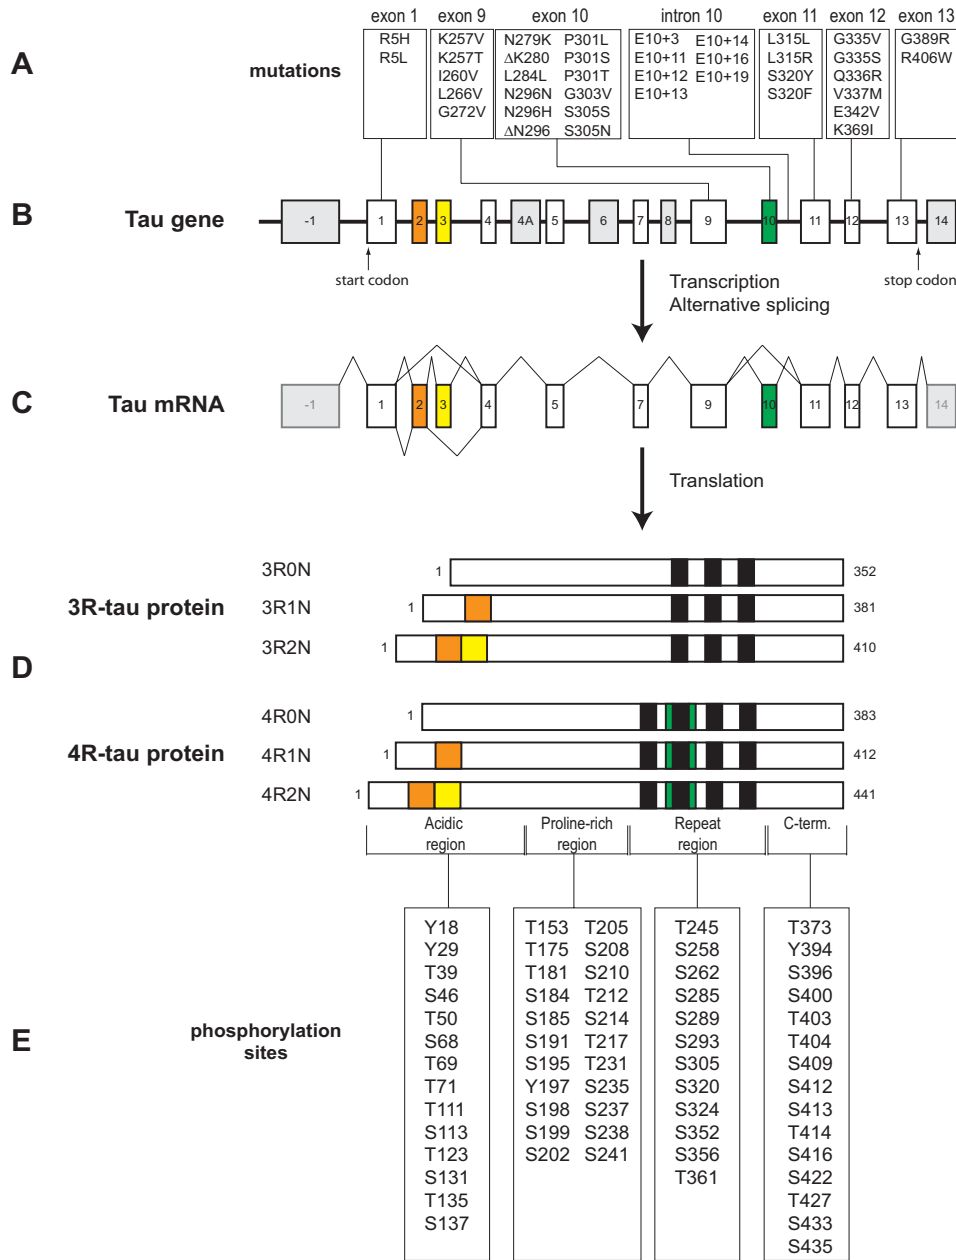 exon 1 exon 9 exon 10 intron 10 exon 11 exon 12 exon 13
A
mutations
R5H
R5L
K257V
K257T
I260V
L266V
G272V
N279K P301L
ΔK280 P301S
L284L P301T
N296N G303V
N296H S305S
ΔN296 S305N
E10+3 E10+14
E10+11 E10+16
E10+12 E10+19
E10+13
L315L
L315R
S320Y
S320F
G335V
G335S
Q336R
V337M
E342V
K369I
G389R
R406W
B
Tau gene
-1 1 2 3 4 4A 5 6 7 8 9 10 11 12 13 14
start codon
stop codon
Transcription
Alternative splicing
C
Tau mRNA
-1 1 2 3 4 5 7 9 10 11 12 13 14
Translation
D
3R-tau protein
3R0N 1 352
3R1N 1 381
3R2N 1 410
4R-tau protein
4R0N 1 383
4R1N 1 412
4R2N 1 441
Acidic
region
Proline-rich
region
Repeat
region
C-term.
E
phosphorylation
sites
Y18
Y29
T39
S46
T50
S68
T69
T71
T111
S113
T123
S131
T135
S137
T153 T205
T175 S208
T181 S210
S184 T212
S185 S214
S191 T217
S195 T231
Y197 S235
S198 S237
S199 S238
S202 S241
T245
S258
S262
S285
S289
S293
S305
S320
S324
S352
S356
T361
T373
Y394
S396
S400
T403
T404
S409
S412
S413
T414
S416
S422
T427
S433
S435